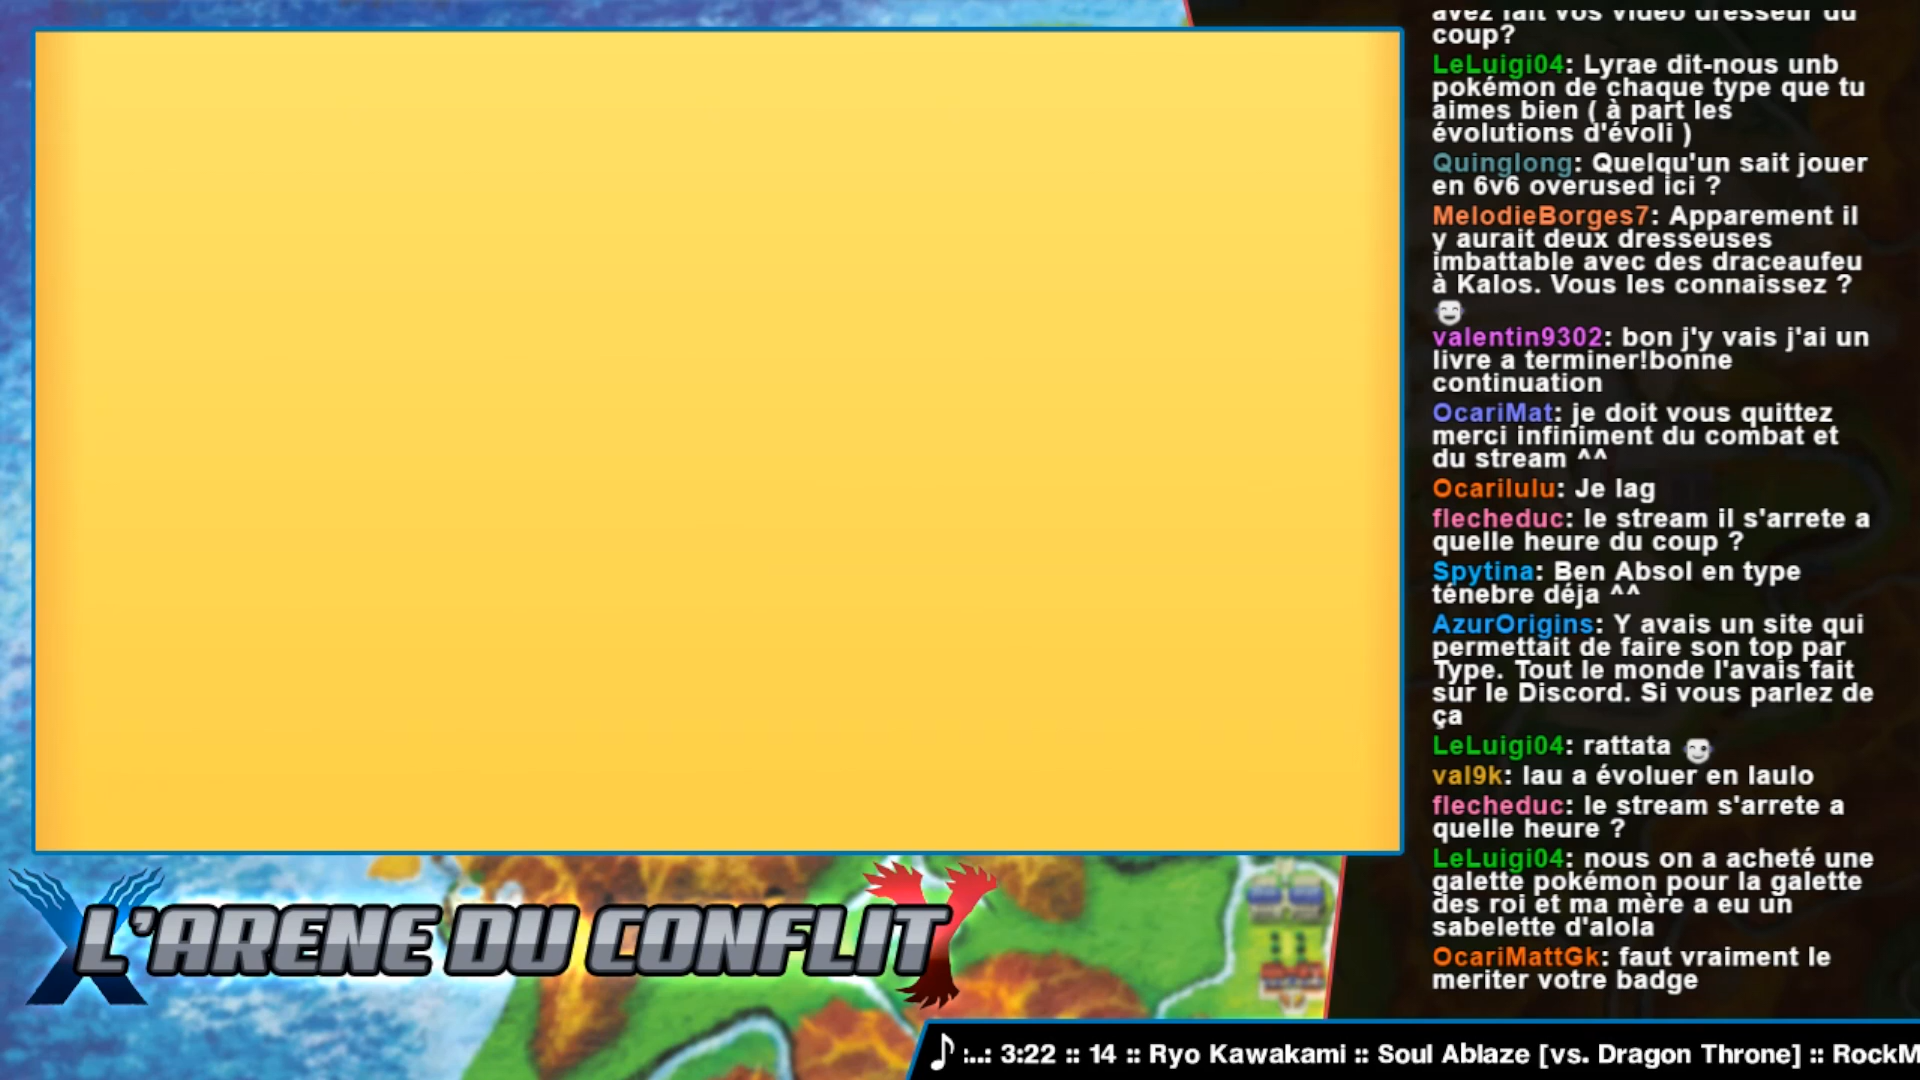 avez fait vos video dresseur du
coup?
LeLuigi04: Lyrae dit-nous unb
pokémon de chaque type que tu
aimes bien ( à part les
évolutions d'évoli )
Quinglong: Quelqu'un sait jouer
en 6v6 overused ici ?
MelodieBorges7: Apparement il
y aurait deux dresseuses
imbattable avec des draceaufeu
à Kalos. Vous les connaissez ?
valentin9302: bon j'y vais j'ai un
livre a terminer!bonne
continuation
OcariMat: je doit vous quittez
merci infiniment du combat et
du stream ^^
Ocarilulu: Je lag
flecheduc: le stream il s'arrete a
quelle heure du coup ?
Spytina: Ben Absol en type
ténebre déja ^^
AzurOrigins: Y avais un site qui
permettait de faire son top par
Type. Tout le monde l'avais fait
sur le Discord. Si vous parlez de
ça
LeLuigi04: rattata
val9k: lau a évoluer en laulo
flecheduc: le stream s'arrete a
quelle heure ?
LeLuigi04: nous on a acheté une
galette pokémon pour la galette
des roi et ma mère a eu un
sabelette d'alola
OcariMattGk: faut vraiment le
meriter votre badge
L'ARENE DU CONFLIT
:..: 3:22 :: 14 :: Ryo Kawakami :: Soul Ablaze [vs. Dragon Throne] :: RockM